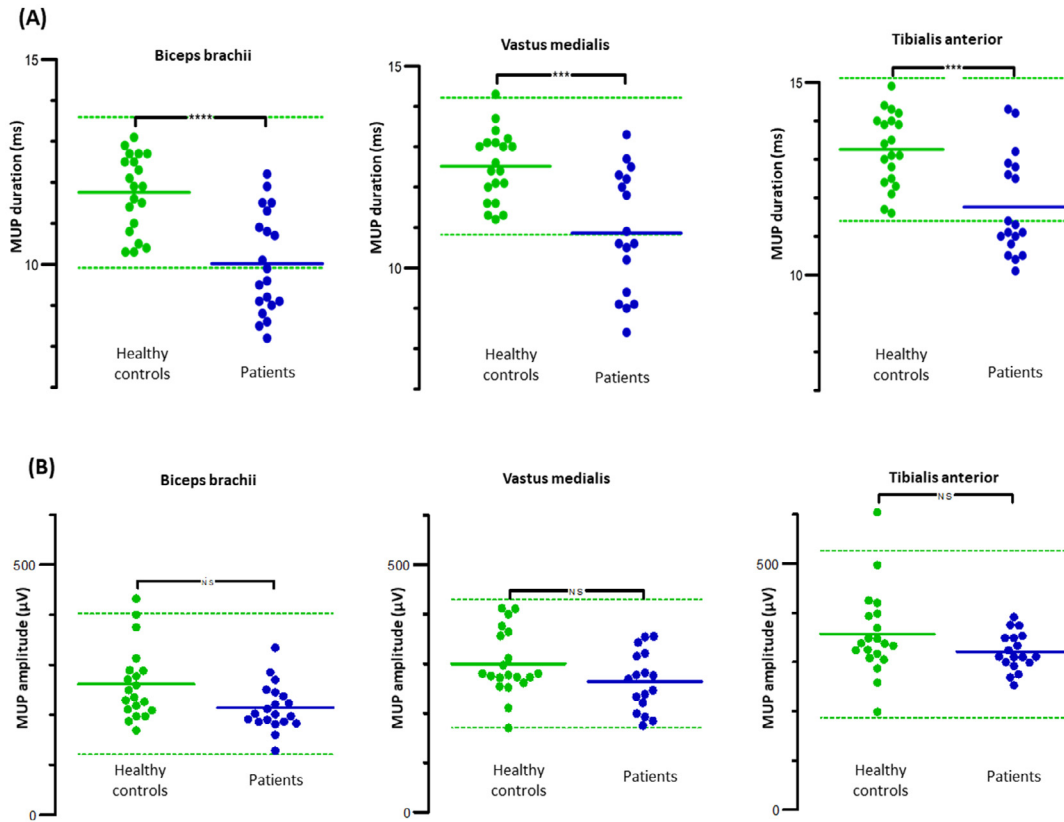 (A)
Biceps brachii
Vastus medialis
Tibialis anterior
MUP duration (ms)
15
10
****
Healthy
controls
Patients
MUP duration (ms)
15
10
***
Healthy
controls
Patients
MUP duration (ms)
15
10
***
Healthy
controls
Patients
(B)
Biceps brachii
Vastus medialis
Tibialis anterior
MUP amplitude (µV)
500
0
NS
Healthy
controls
Patients
MUP amplitude (µV)
500
0
NS
Healthy
controls
Patients
MUP amplitude (µV)
500
0
NS
Healthy
controls
Patients